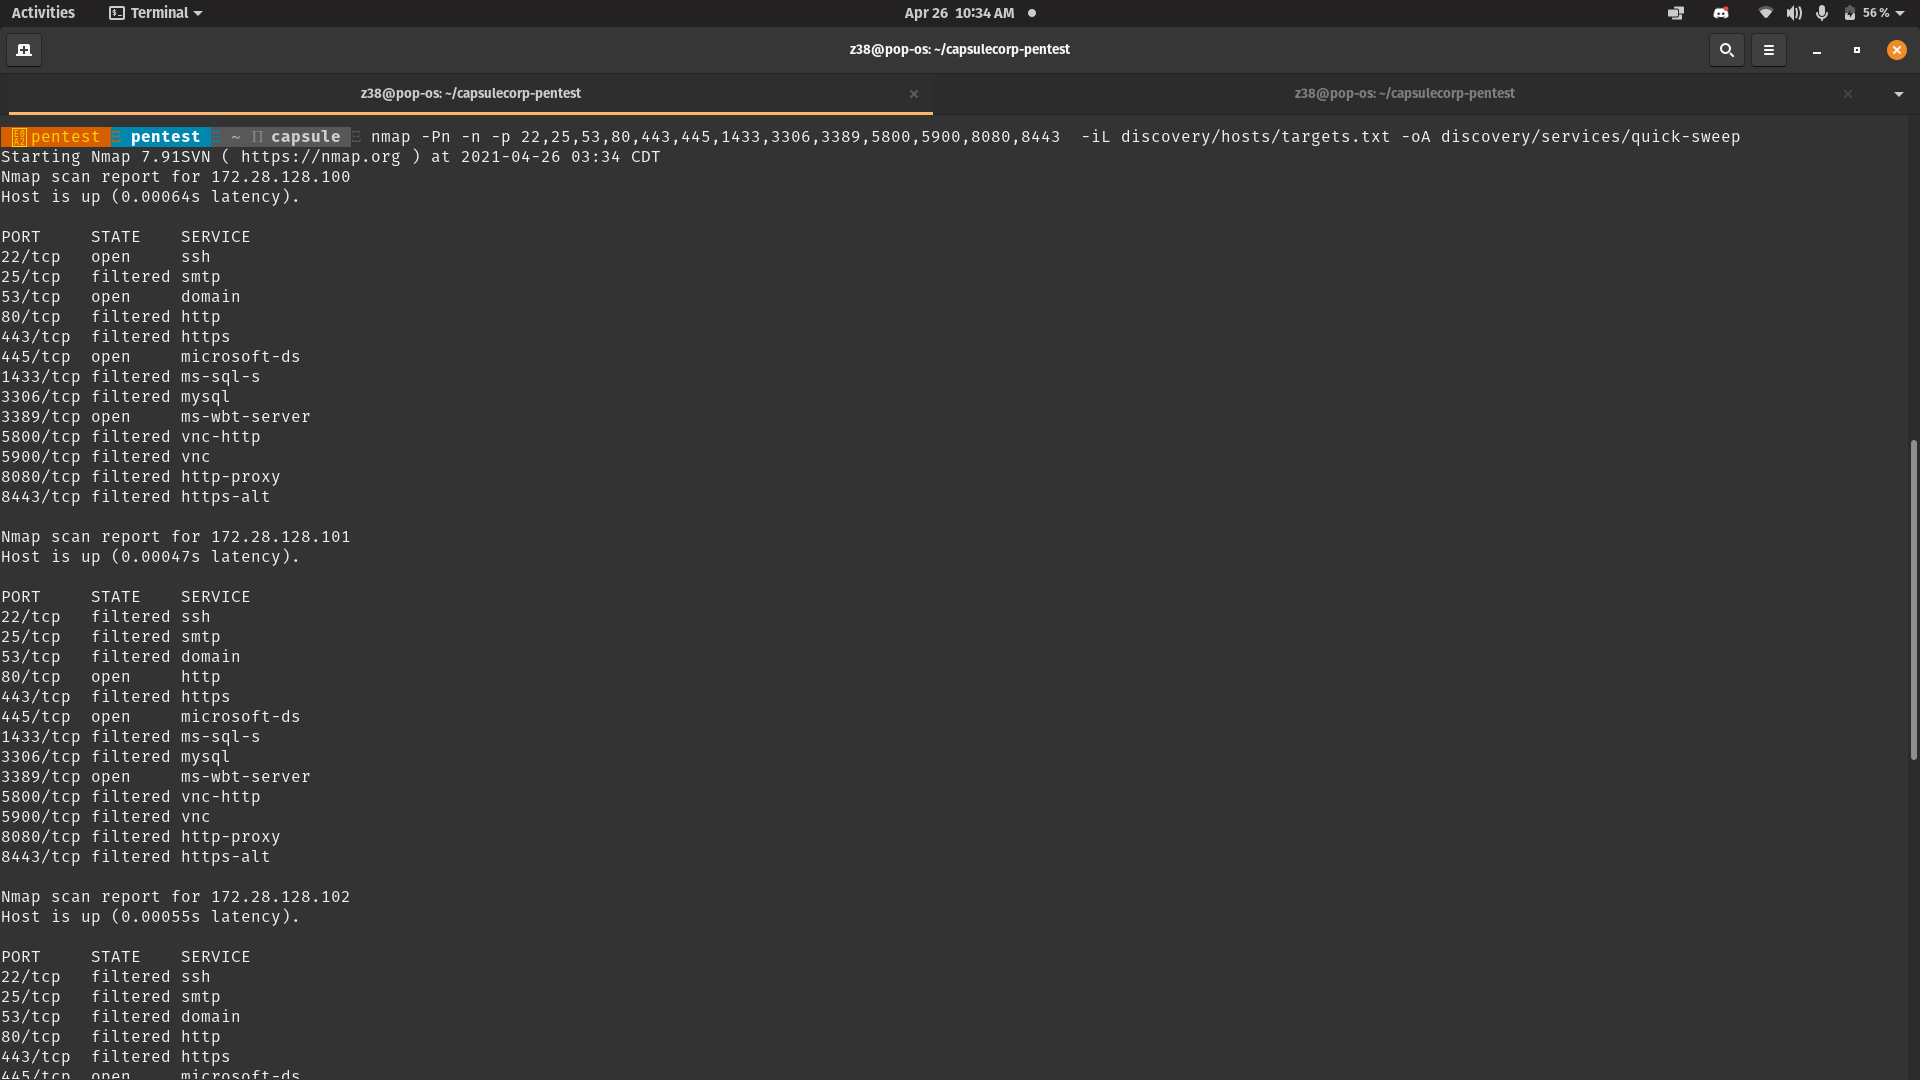 Activities Terminal Apr 26 10:34 AM 56 %
z38@pop-os: ~/capsulecorp-pentest
z38@pop-os: ~/capsulecorp-pentest z38@pop-os: ~/capsulecorp-pentest
pentest pentest ~ capsule nmap -Pn -n -p 22,25,53,80,443,445,1433,3306,3389,5800,5900,8080,8443  -iL discovery/hosts/targets.txt -oA discovery/services/quick-sweep
Starting Nmap 7.91SVN ( https://nmap.org ) at 2021-04-26 03:34 CDT
Nmap scan report for 172.28.128.100
Host is up (0.00064s latency).

PORT     STATE    SERVICE
22/tcp   open     ssh
25/tcp   filtered smtp
53/tcp   open     domain
80/tcp   filtered http
443/tcp  filtered https
445/tcp  open     microsoft-ds
1433/tcp filtered ms-sql-s
3306/tcp filtered mysql
3389/tcp open     ms-wbt-server
5800/tcp filtered vnc-http
5900/tcp filtered vnc
8080/tcp filtered http-proxy
8443/tcp filtered https-alt

Nmap scan report for 172.28.128.101
Host is up (0.00047s latency).

PORT     STATE    SERVICE
22/tcp   filtered ssh
25/tcp   filtered smtp
53/tcp   filtered domain
80/tcp   open     http
443/tcp  filtered https
445/tcp  open     microsoft-ds
1433/tcp filtered ms-sql-s
3306/tcp filtered mysql
3389/tcp open     ms-wbt-server
5800/tcp filtered vnc-http
5900/tcp filtered vnc
8080/tcp filtered http-proxy
8443/tcp filtered https-alt

Nmap scan report for 172.28.128.102
Host is up (0.00055s latency).

PORT     STATE    SERVICE
22/tcp   filtered ssh
25/tcp   filtered smtp
53/tcp   filtered domain
80/tcp   filtered http
443/tcp  filtered https
445/tcp  open     microsoft-ds